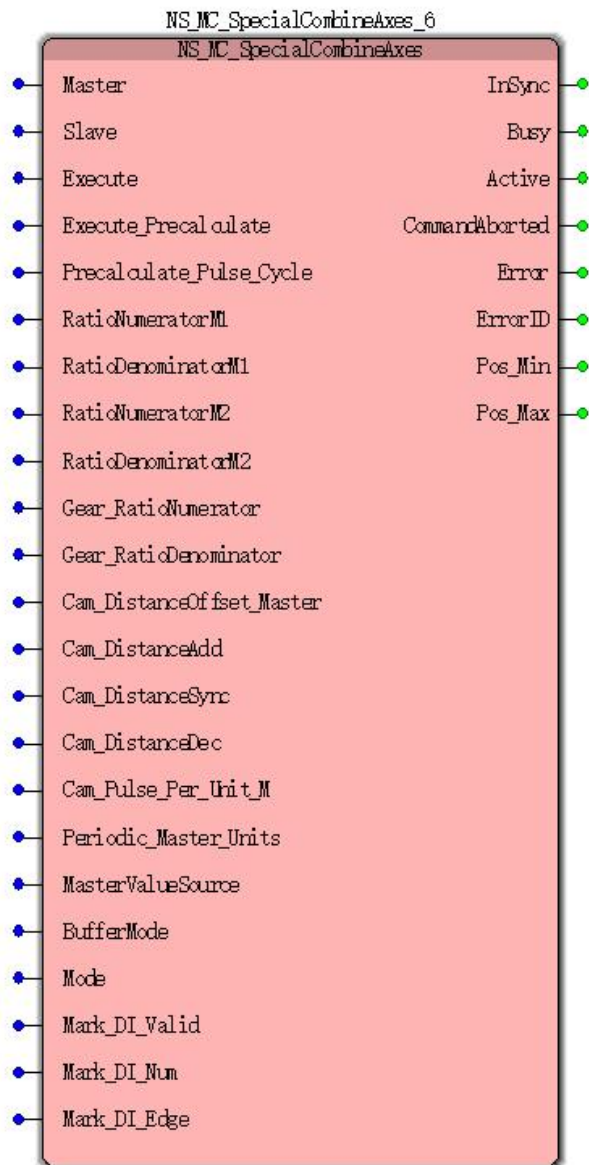 NS_MC_SpecialCombineAxes_6
NS_MC_SpecialCombineAxes
Master InSync
Slave Busy
Execute Active
Execute_Precalculate CommandAborted
Precalculate_Pulse_Cycle Error
RatioNumeratorM1 ErrorID
RatioDenominatorM1 Pos_Min
RatioNumeratorM2 Pos_Max
RatioDenominatorM2
Gear_RatioNumerator
Gear_RatioDenominator
Cam_DistanceOffset_Master
Cam_DistanceAdd
Cam_DistanceSync
Cam_DistanceDec
Cam_Pulse_Per_Unit_M
Periodic_Master_Units
MasterValueSource
BufferMode
Mode
Mark_DI_Valid
Mark_DI_Num
Mark_DI_Edge